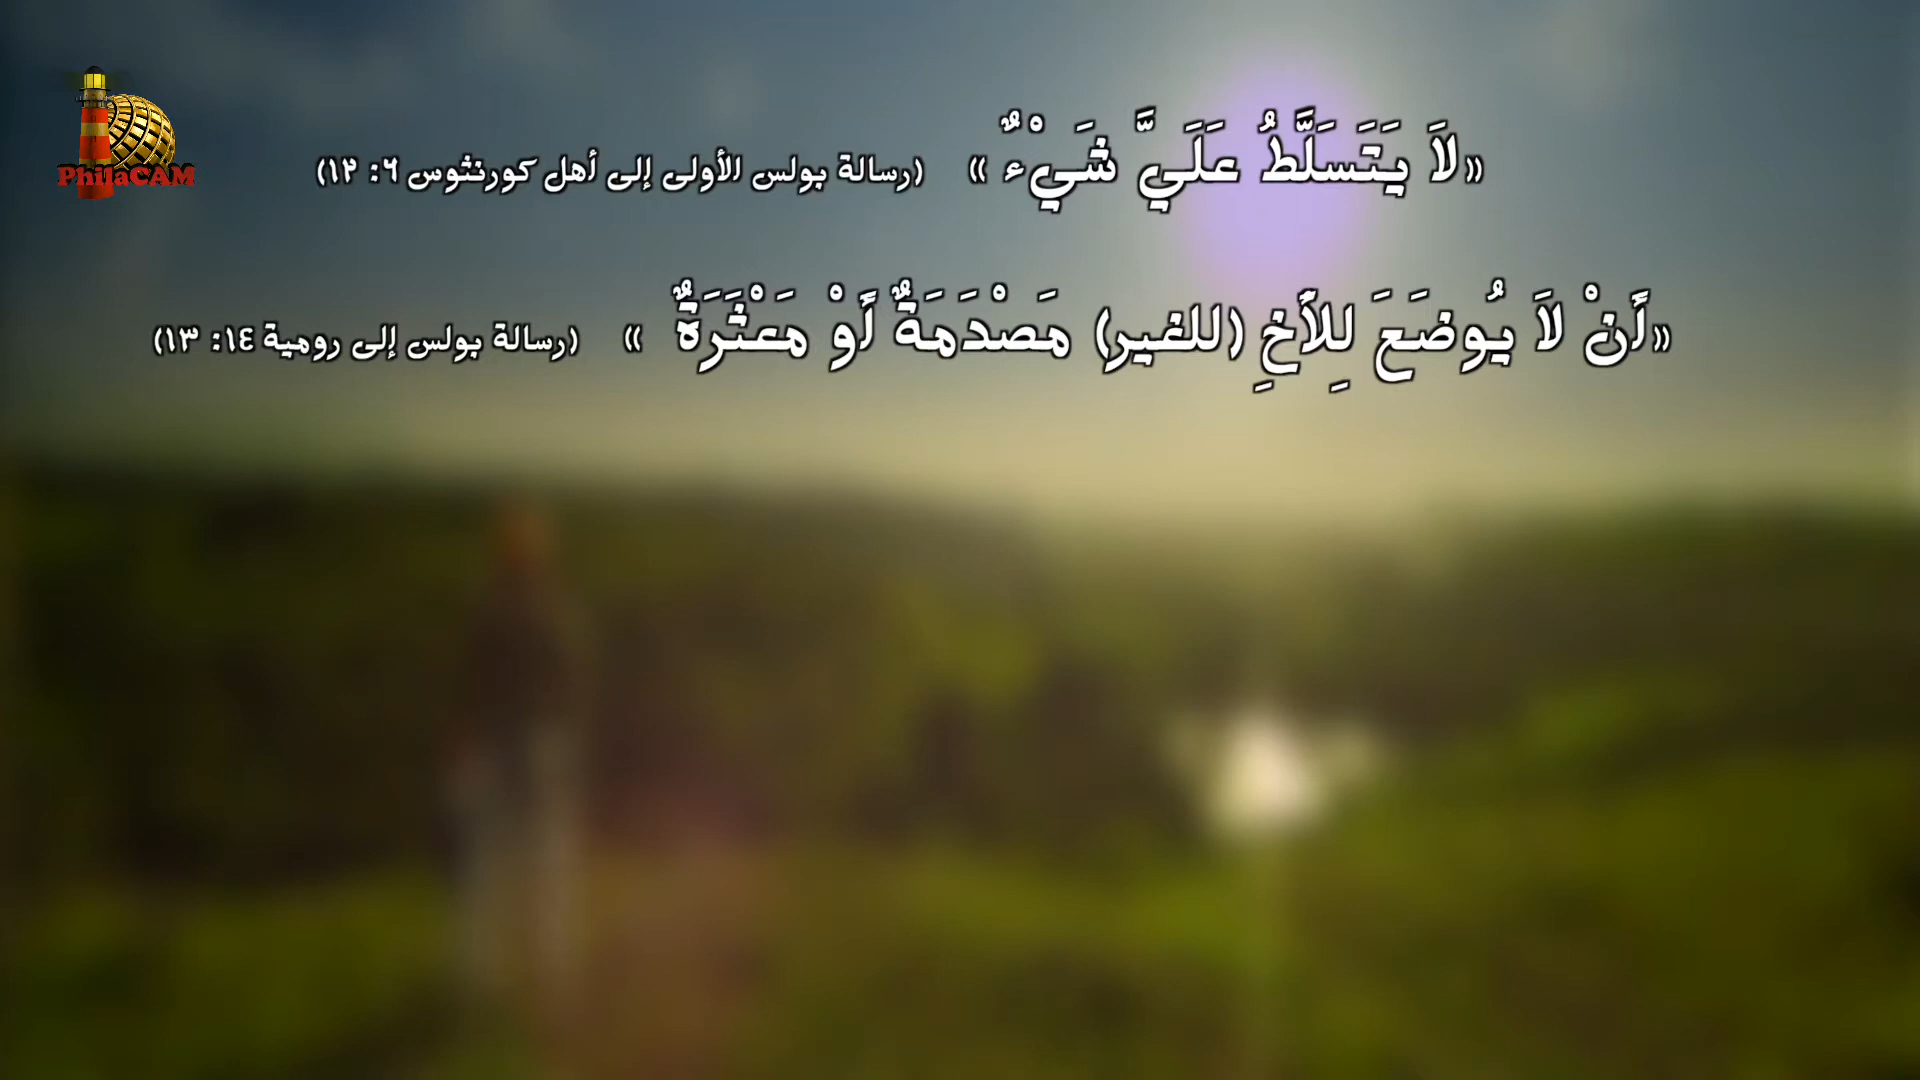 PhilaCAM
«لاَ يَتَسَلَّطُ عَلَيَّ شَيْءٌ » (رسالة بولس الأولى إلى أهل كورنثوس ٦: ١٢)
«أَنْ لاَ يُوضَعَ لِلأَخِ (للغير) مَصْدَمَةٌ أَوْ مَعْثَرَةٌ » (رسالة بولس إلى رومية ١٤: ١٣)